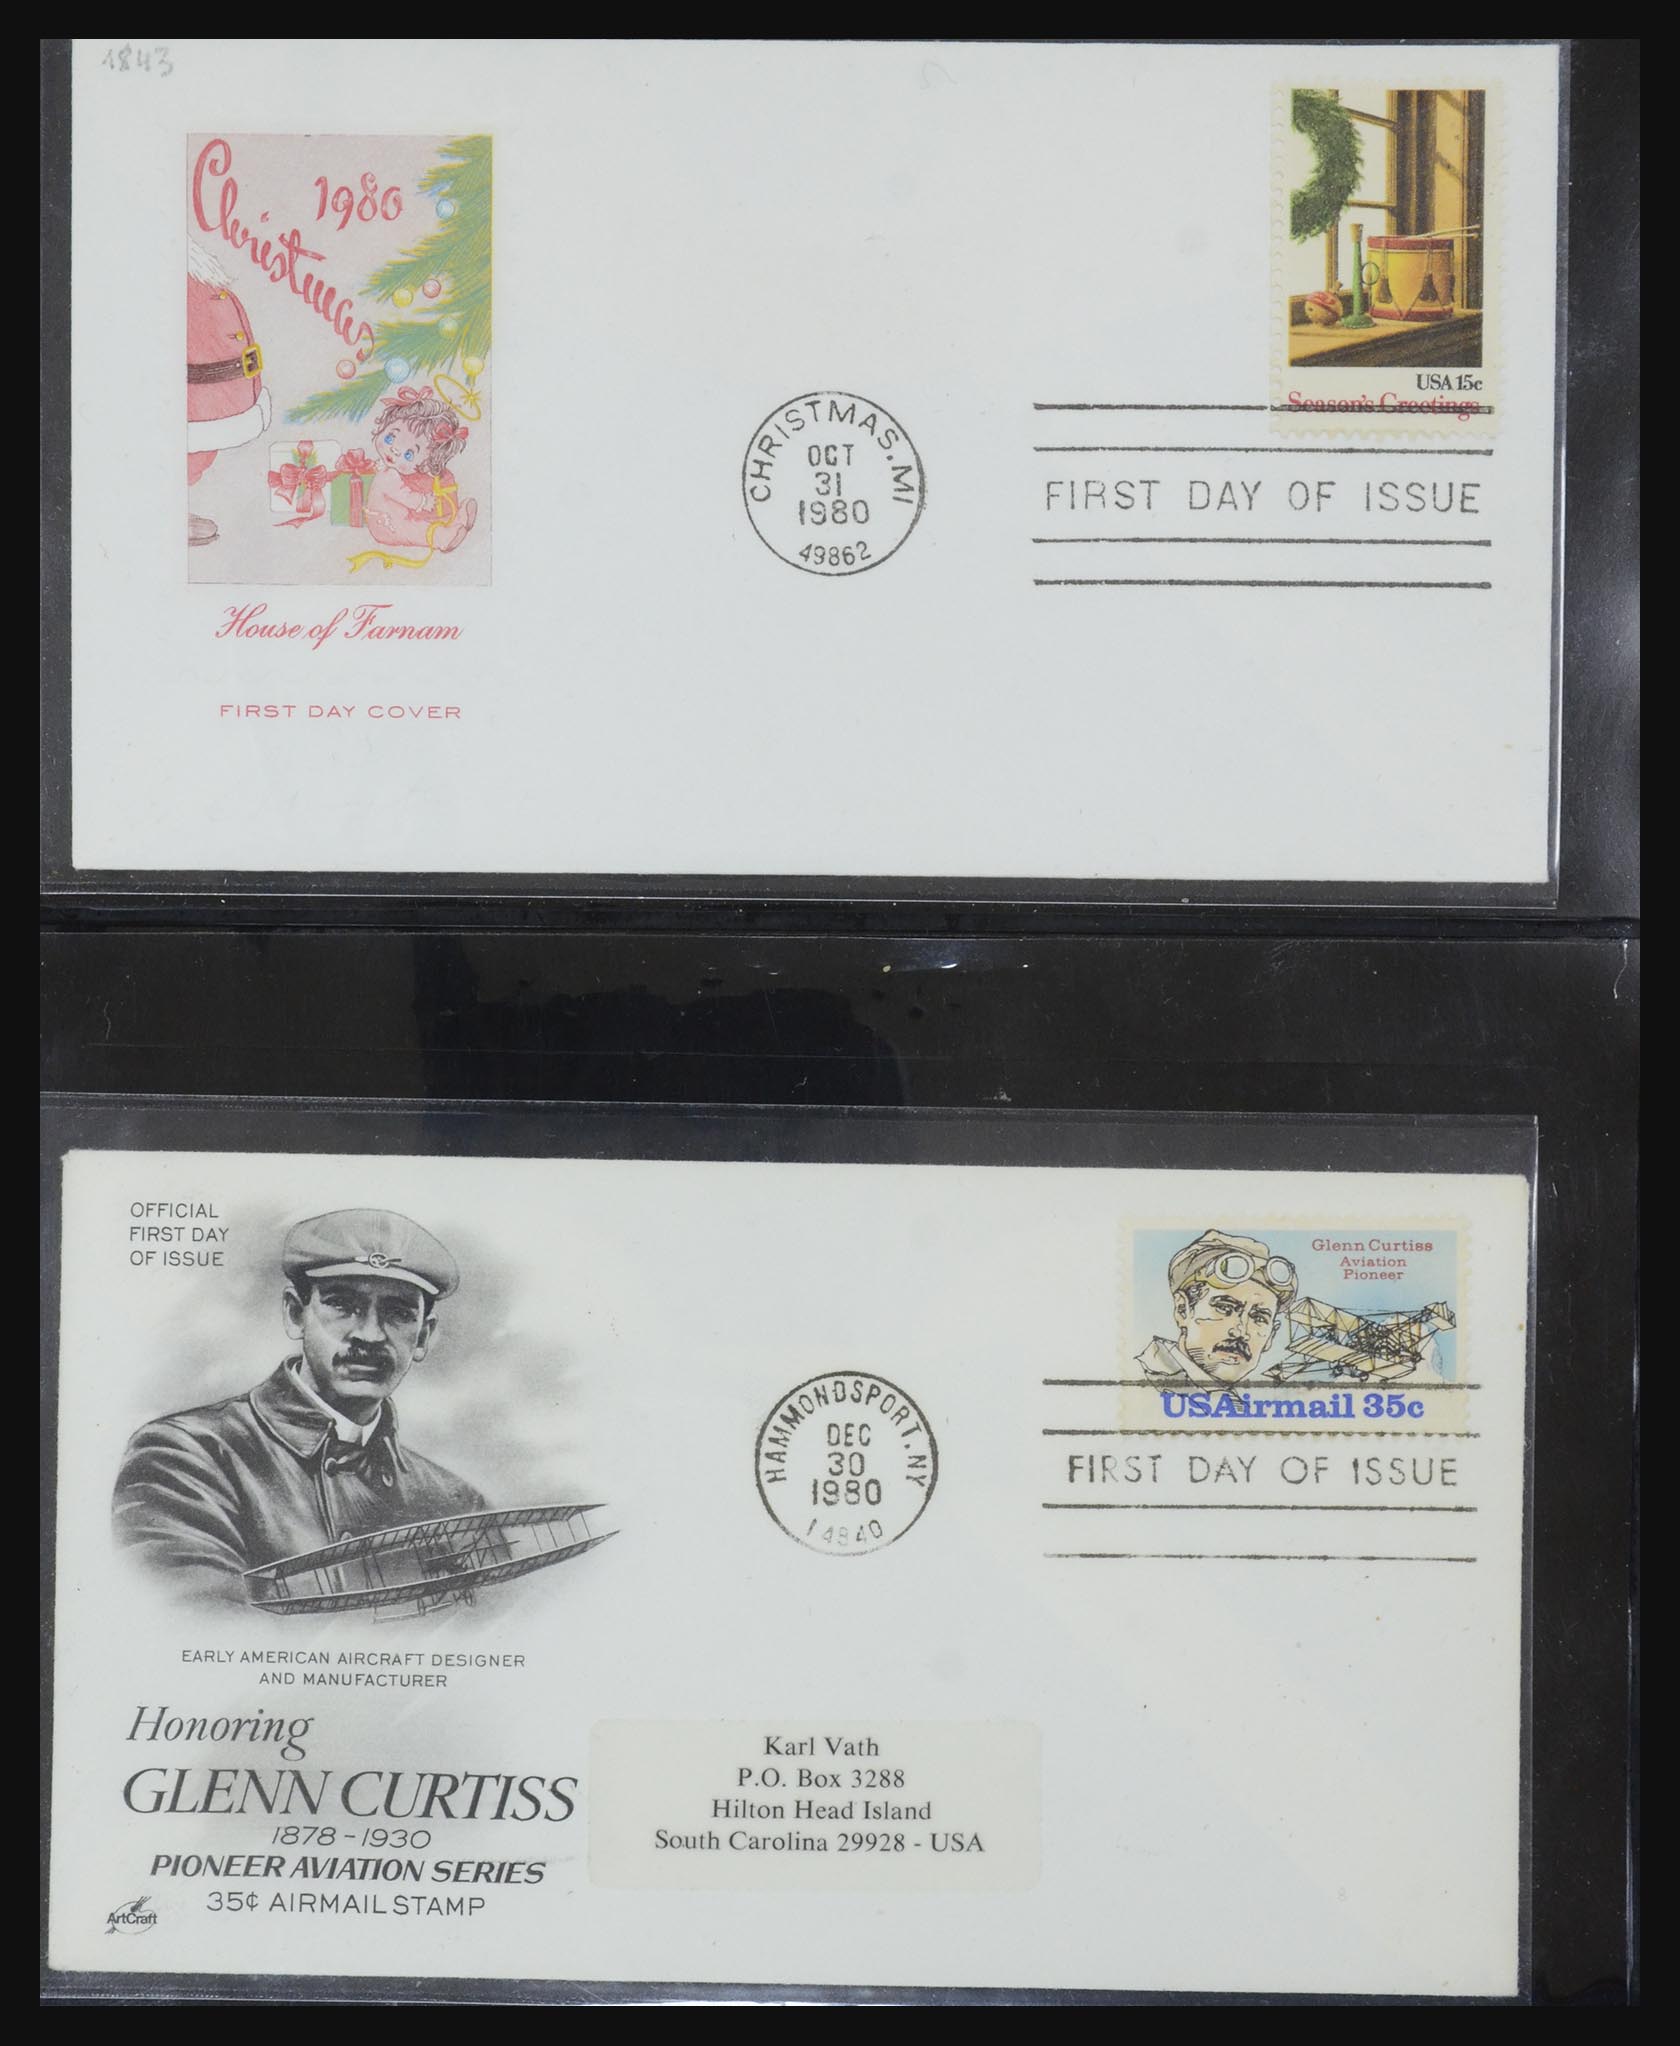 1843
Christmas
1980
House of Farnam
FIRST DAY COVER
CHRISTMAS, MI
OCT
31
1980
49862
USA 15c
Season's Greetings
FIRST DAY OF ISSUE
OFFICIAL
FIRST DAY
OF ISSUE
EARLY AMERICAN AIRCRAFT DESIGNER
AND MANUFACTURER
Honoring
GLENN CURTISS
1878-1930
PIONEER AVIATION SERIES
35¢ AIRMAIL STAMP
ArtCraft
HAMMONDSPORT, NY
DEC
30
1980
14840
Glenn Curtiss
Aviation
Pioneer
USAirmail 35c
FIRST DAY OF ISSUE
Karl Vath
P.O. Box 3288
Hilton Head Island
South Carolina 29928 - USA